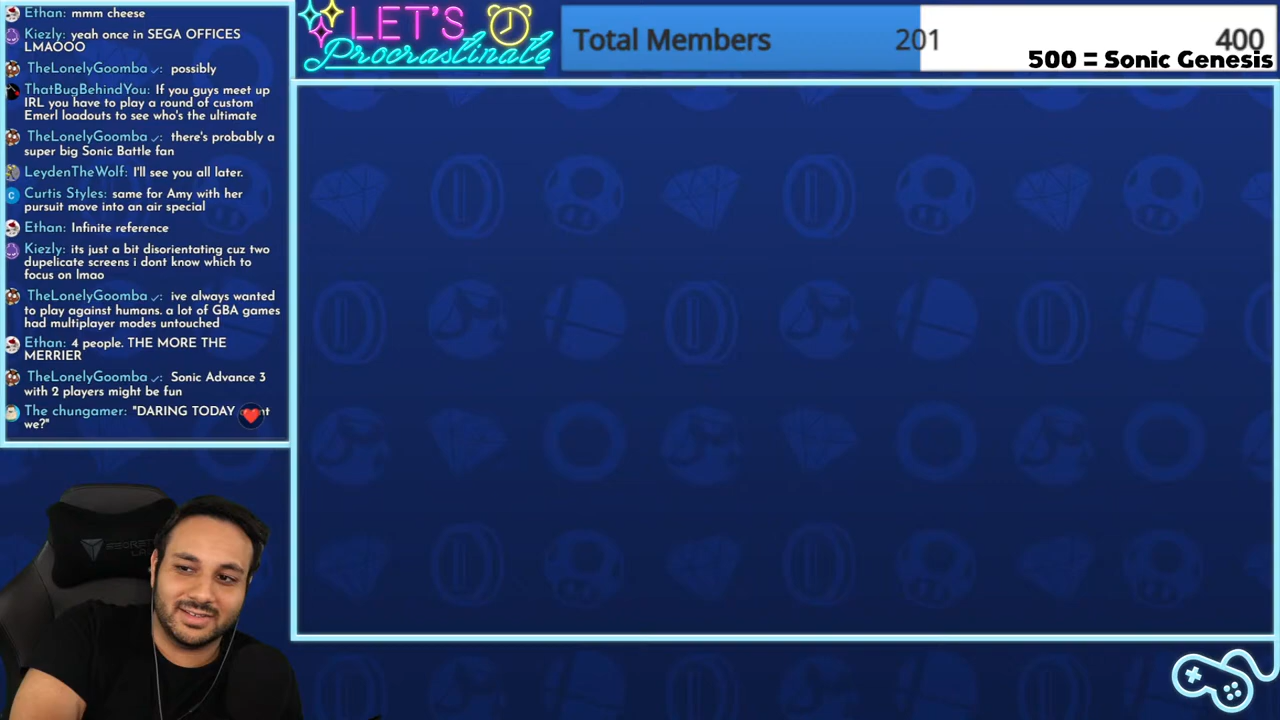 Ethan: mmm cheese
Kiezly: yeah once in SEGA OFFICES
LMAOOO
TheLonelyGoomba: possibly
ThatBugBehindYou: If you guys meet up
IRL you have to play a round of custom
Emerl loadouts to see who's the ultimate
TheLonelyGoomba: there's probably a
super big Sonic Battle fan
LeydenTheWolf: I'll see you all later.
Curtis Styles: same for Amy with her
pursuit move into an air special
Ethan: Infinite reference
Kiezly: its just a bit disorientating cuz two
dupelicate screens i dont know which to
focus on lmao
TheLonelyGoomba: ive always wanted
to play against humans. a lot of GBA games
had multiplayer modes untouched
Ethan: 4 people. THE MORE THE
MERRIER
TheLonelyGoomba: Sonic Advance 3
with 2 players might be fun
The chungamer: "DARING TODAY
we?"
LET'S
Procrastinate
Total Members 201 400
500 = Sonic Genesis